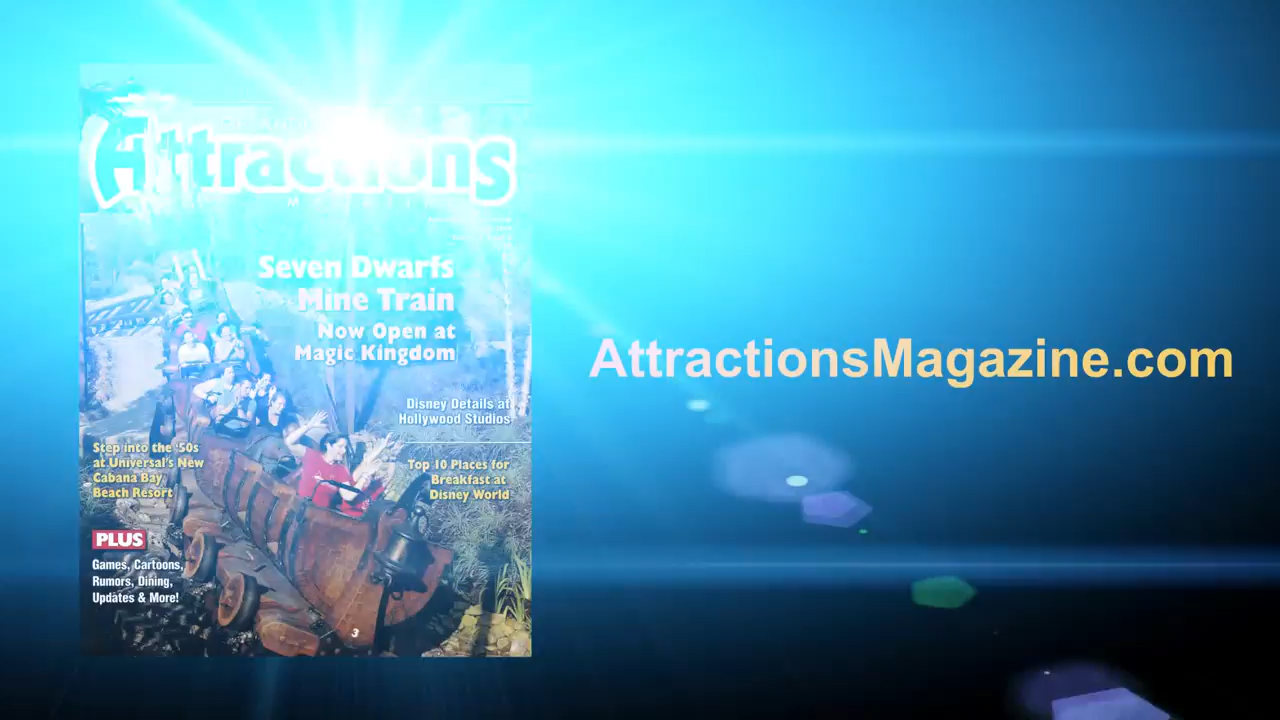 Attractions
Seven Dwarfs
Mine Train
Now Open at
Magic Kingdom
Disney Details at
Hollywood Studios
Step into the '50s
at Universal's New
Cabana Bay
Beach Resort
Top 10 Places for
Breakfast at
Disney World
PLUS
Games, Cartoons,
Rumors, Dining,
Updates & More!
3
AttractionsMagazine.com